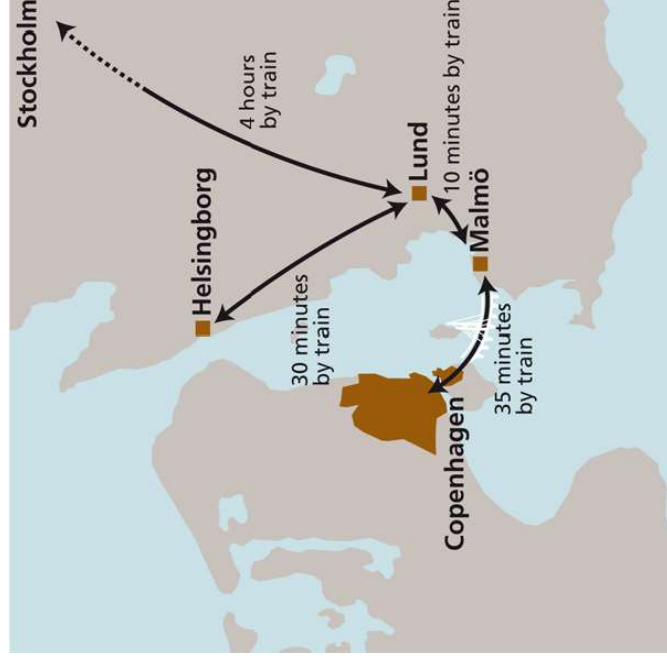 Stockholm
4 hours
by train
Helsingborg
30 minutes
by train
Lund
10 minutes by train
Malmö
35 minutes
by train
Copenhagen